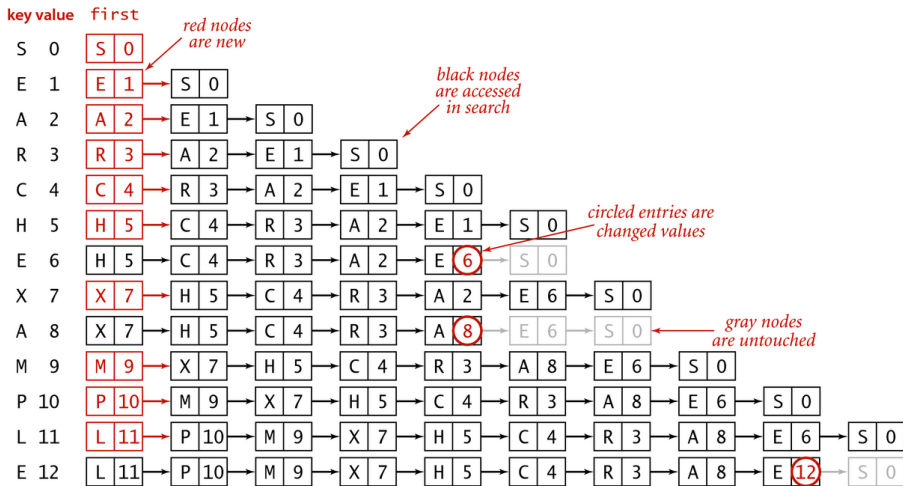 key value first
red nodes
are new
S 0 S 0
E 1 E 1 S 0
black nodes
are accessed
in search
A 2 A 2 E 1 S 0
R 3 R 3 A 2 E 1 S 0
C 4 C 4 R 3 A 2 E 1 S 0
H 5 H 5 C 4 R 3 A 2 E 1 S 0
circled entries are
changed values
E 6 H 5 C 4 R 3 A 2 E 6 S 0
X 7 X 7 H 5 C 4 R 3 A 2 E 6 S 0
A 8 X 7 H 5 C 4 R 3 A 8 E 6 S 0
gray nodes
are untouched
M 9 M 9 X 7 H 5 C 4 R 3 A 8 E 6 S 0
P 10 P 10 M 9 X 7 H 5 C 4 R 3 A 8 E 6 S 0
L 11 L 11 P 10 M 9 X 7 H 5 C 4 R 3 A 8 E 6 S 0
E 12 L 11 P 10 M 9 X 7 H 5 C 4 R 3 A 8 E 12 S 0